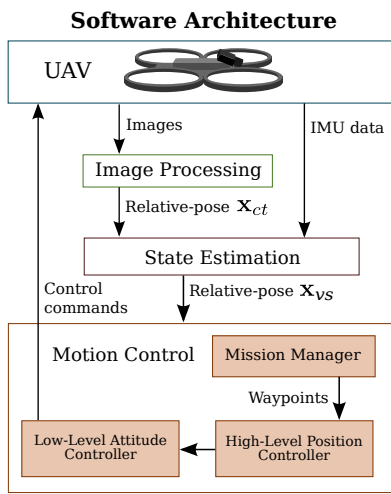 Software Architecture
UAV
Images
IMU data
Image Processing
Relative-pose x_ct
State Estimation
Control
commands
Relative-pose x_vs
Motion Control
Mission Manager
Waypoints
Low-Level Attitude
Controller
High-Level Position
Controller